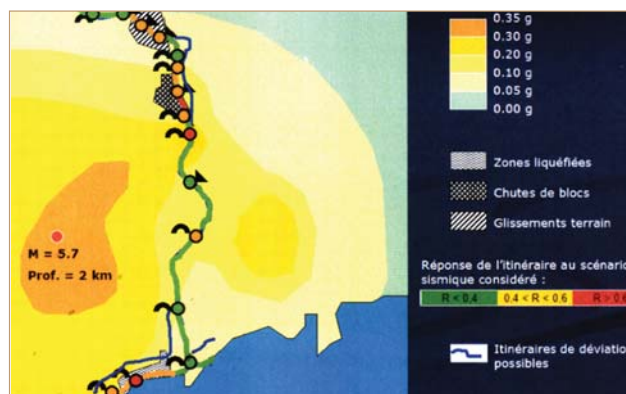 M = 5.7
Prof. = 2 km
0.35 g
0.30 g
0.20 g
0.10 g
0.05 g
0.00 g
Zones liquéfiées
Chutes de blocs
Glissements terrain
Réponse de l'itinéraire au scénario
sismique considéré :
R < 0,4
0,4 < R < 0,6
R > 0,6
Itinéraires de déviation
possibles